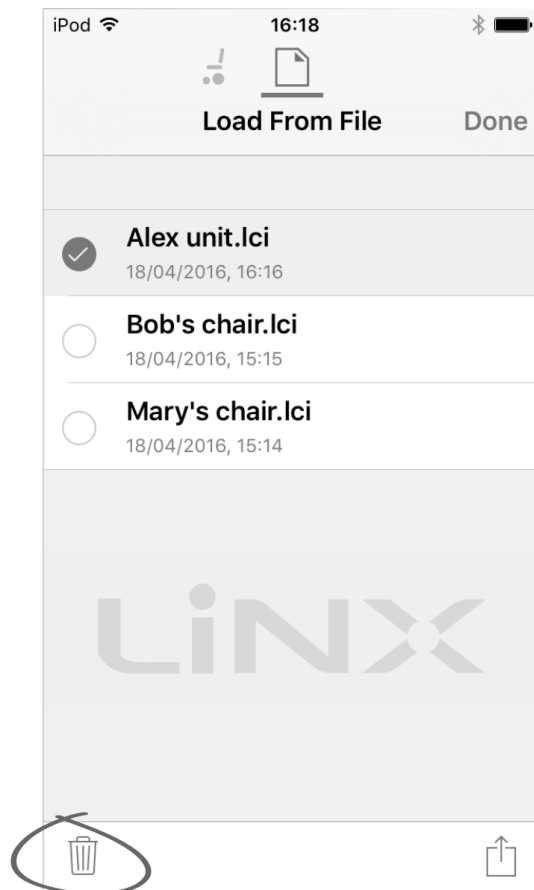 iPod 16:18
Load From File Done
Alex unit.lci
18/04/2016, 16:16
Bob's chair.lci
18/04/2016, 15:15
Mary's chair.lci
18/04/2016, 15:14
LiNX